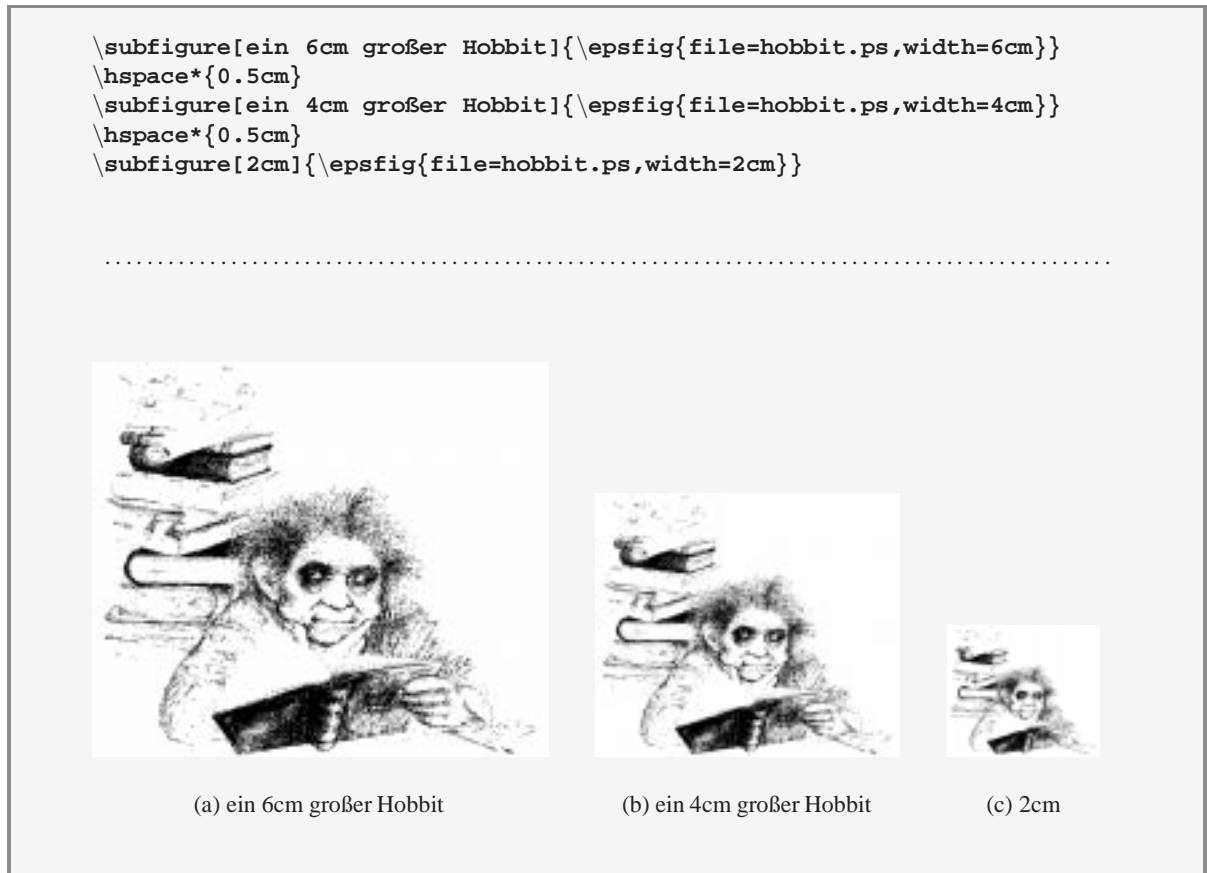 \subfigure[ein 6cm großer Hobbit]{\epsfig{file=hobbit.ps,width=6cm}}
\hspace*{0.5cm}
\subfigure[ein 4cm großer Hobbit]{\epsfig{file=hobbit.ps,width=4cm}}
\hspace*{0.5cm}
\subfigure[2cm]{\epsfig{file=hobbit.ps,width=2cm}}
(a) ein 6cm großer Hobbit (b) ein 4cm großer Hobbit (c) 2cm